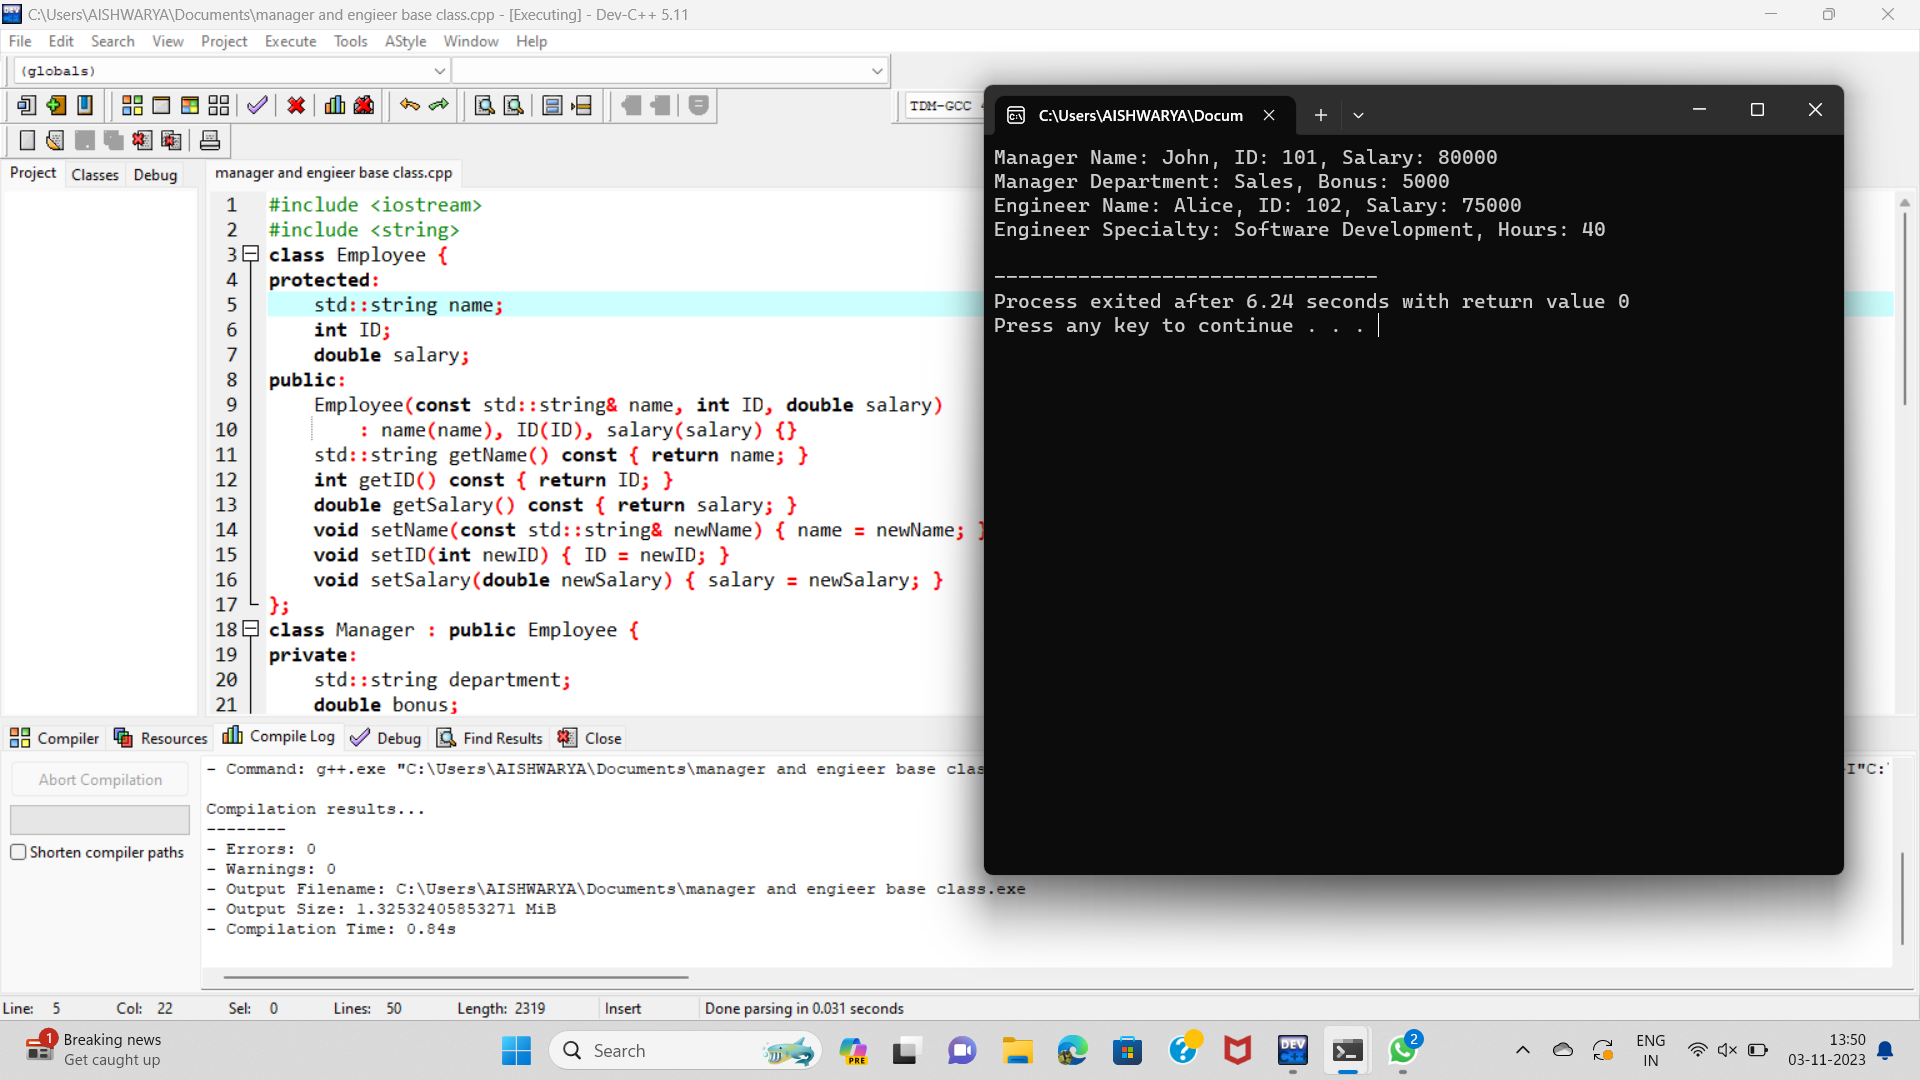 C:\Users\AISHWARYA\Documents\manager and engieer base class.cpp - [Executing] - Dev-C++ 5.11
File Edit Search View Project Execute Tools AStyle Window Help
(globals)
TDM-GCC
Project Classes Debug
manager and engieer base class.cpp
1 #include <iostream>
2 #include <string>
3 class Employee {
4 protected:
5 std::string name;
6 int ID;
7 double salary;
8 public:
9 Employee(const std::string& name, int ID, double salary)
10 : name(name), ID(ID), salary(salary) {}
11 std::string getName() const { return name; }
12 int getID() const { return ID; }
13 double getSalary() const { return salary; }
14 void setName(const std::string& newName) { name = newName; }
15 void setID(int newID) { ID = newID; }
16 void setSalary(double newSalary) { salary = newSalary; }
17 };
18 class Manager : public Employee {
19 private:
20 std::string department;
21 double bonus;
C:\Users\AISHWARYA\Docum
Manager Name: John, ID: 101, Salary: 80000
Manager Department: Sales, Bonus: 5000
Engineer Name: Alice, ID: 102, Salary: 75000
Engineer Specialty: Software Development, Hours: 40
--------------------------------
Process exited after 6.24 seconds with return value 0
Press any key to continue . . .
Compiler Resources Compile Log Debug Find Results Close
Abort Compilation
Shorten compiler paths
- Command: g++.exe "C:\Users\AISHWARYA\Documents\manager and engieer base clas
I"C:
Compilation results...
--------
- Errors: 0
- Warnings: 0
- Output Filename: C:\Users\AISHWARYA\Documents\manager and engieer base class.exe
- Output Size: 1.32532405853271 MiB
- Compilation Time: 0.84s
Line: 5 Col: 22 Sel: 0 Lines: 50 Length: 2319 Insert Done parsing in 0.031 seconds
1
Breaking news
Get caught up
Search
PRE
DEV
C++
2
ENG
IN
13:50
03-11-2023